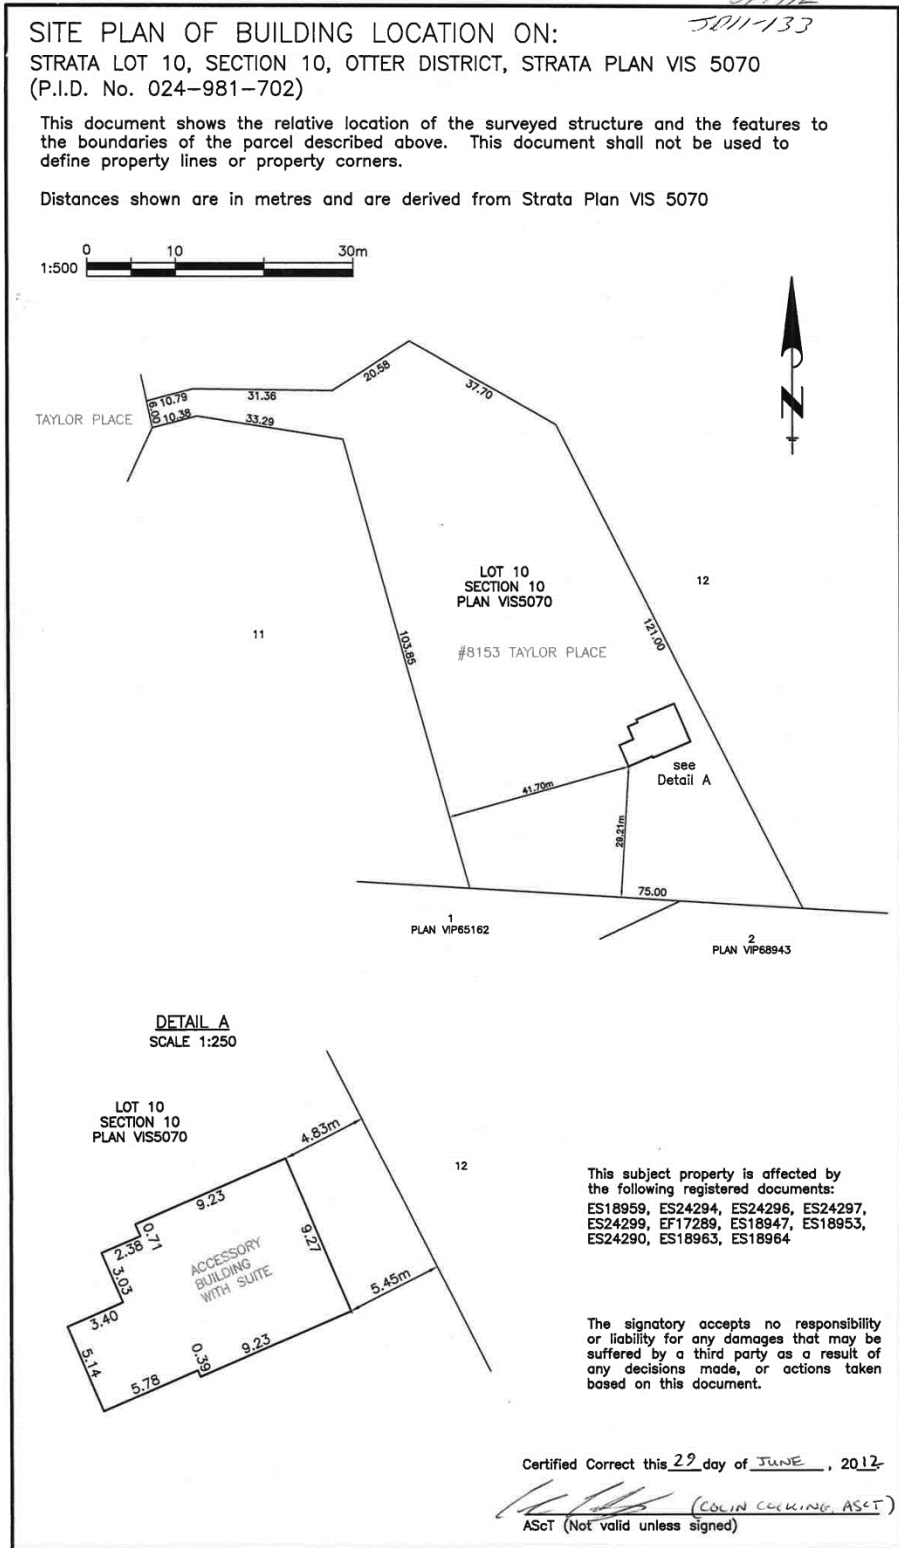 JO11-133
SITE PLAN OF BUILDING LOCATION ON:
STRATA LOT 10, SECTION 10, OTTER DISTRICT, STRATA PLAN VIS 5070
(P.I.D. No. 024-981-702)
This document shows the relative location of the surveyed structure and the features to
the boundaries of the parcel described above. This document shall not be used to
define property lines or property corners.
Distances shown are in metres and are derived from Strata Plan VIS 5070
0 10 30m
1:500
N
20.58
37.70
10.79
31.36
6.00
TAYLOR PLACE
10.38
33.29
LOT 10
SECTION 10
PLAN VIS5070
12
11
103.85
#8153 TAYLOR PLACE
121.00
see
Detail A
41.70m
29.21m
75.00
1
PLAN VIP65162
2
PLAN VIP68943
DETAIL A
SCALE 1:250
LOT 10
SECTION 10
PLAN VIS5070
4.83m
12
9.23
0.71
2.38
3.03
9.27
ACCESSORY
BUILDING
WITH SUITE
5.45m
3.40
5.14
0.39
9.23
5.78
This subject property is affected by
the following registered documents:
ES18959, ES24294, ES24296, ES24297,
ES24299, EF17289, ES18947, ES18953,
ES24290, ES18963, ES18964
The signatory accepts no responsibility
or liability for any damages that may be
suffered by a third party as a result of
any decisions made, or actions taken
based on this document.
Certified Correct this 29 day of JUNE , 2012
(COLIN COCKING, ASCT)
AScT (Not valid unless signed)